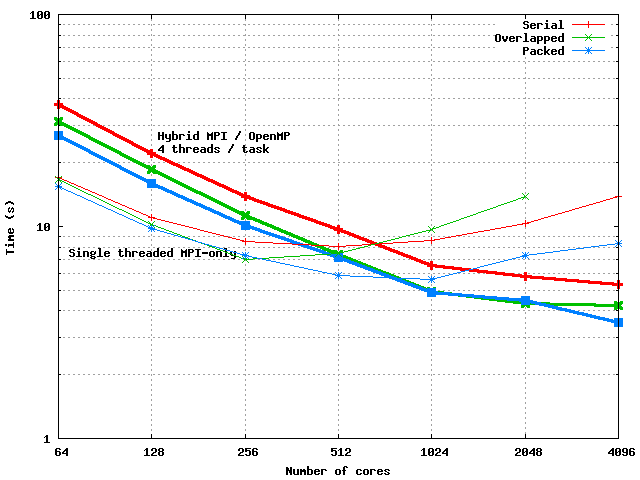 100
10
1
Time (s)
Serial
Overlapped
Packed
Hybrid MPI / OpenMP
4 threads / task
Single threaded MPI-only
64 128 256 512 1024 2048 4096
Number of cores